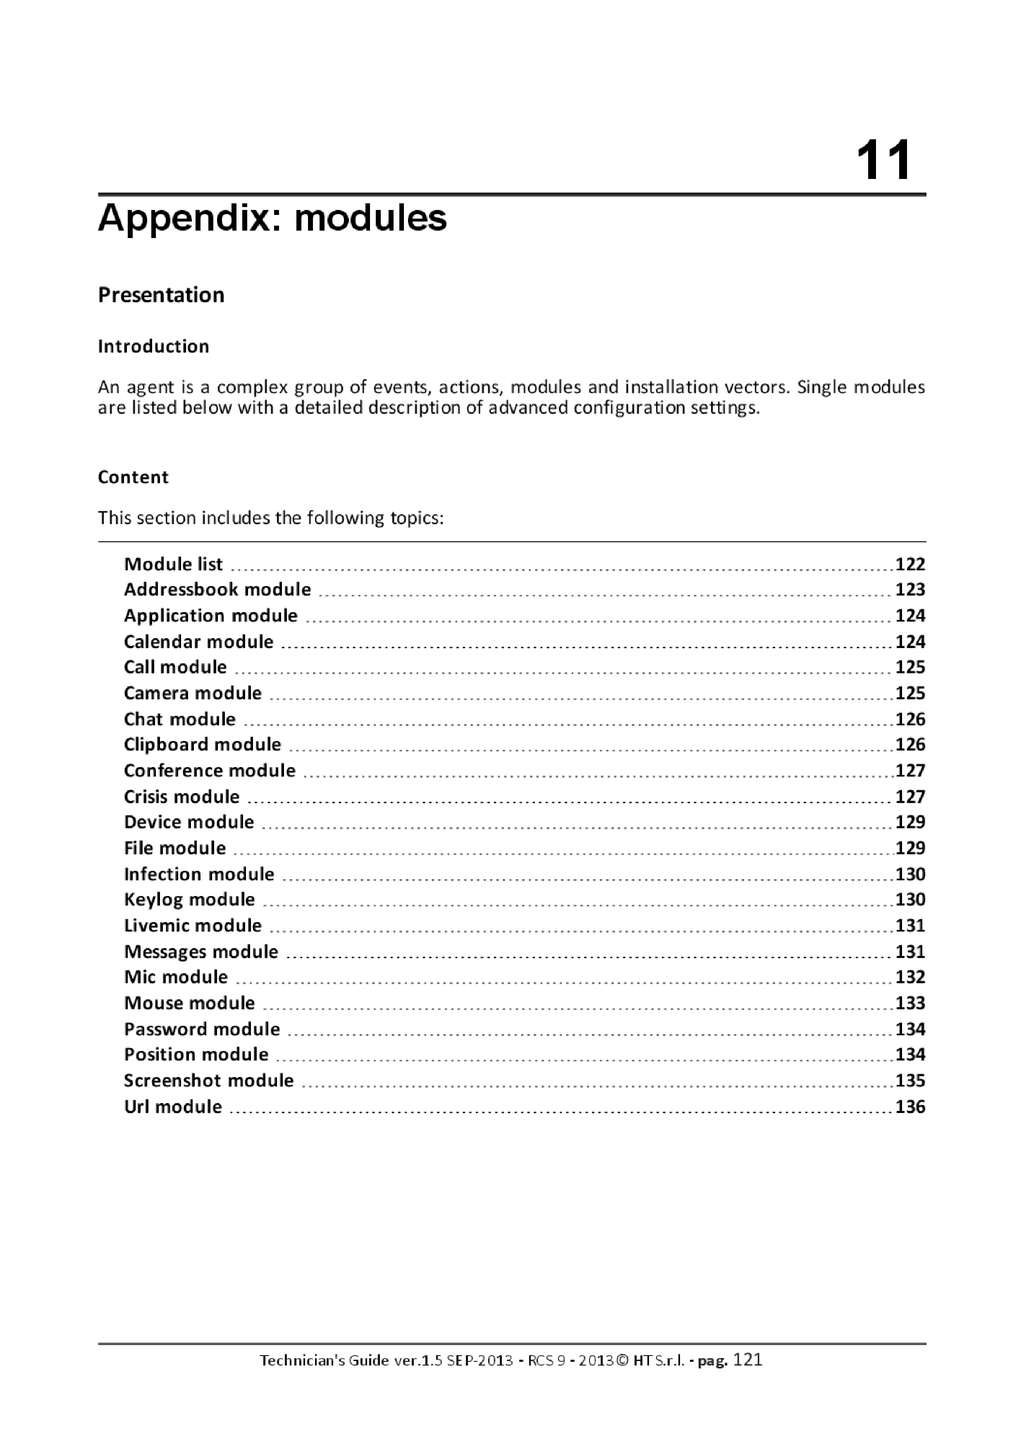 11
Appendix: modules
Presentation
Introduction
An agent is a complex group of events, actions, modules and installation vectors. Single modules
are listed below with a detailed description of advanced configuration settings.
Content
This section includes the following topics:
Module list 122
Addressbook module 123
Application module 124
Calendar module 124
Call module 125
Camera module 125
Chat module 126
Clipboard module 126
Conference module 127
Crisis module 127
Device module 129
File module 129
Infection module 130
Keylog module 130
Livemic module 131
Messages module 131
Mic module 132
Mouse module 133
Password module 134
Position module 134
Screenshot module 135
Url module 136
Technician's Guide ver.1.5 SEP-2013 - RCS 9 - 2013© HT S.r.l. - pag. 121